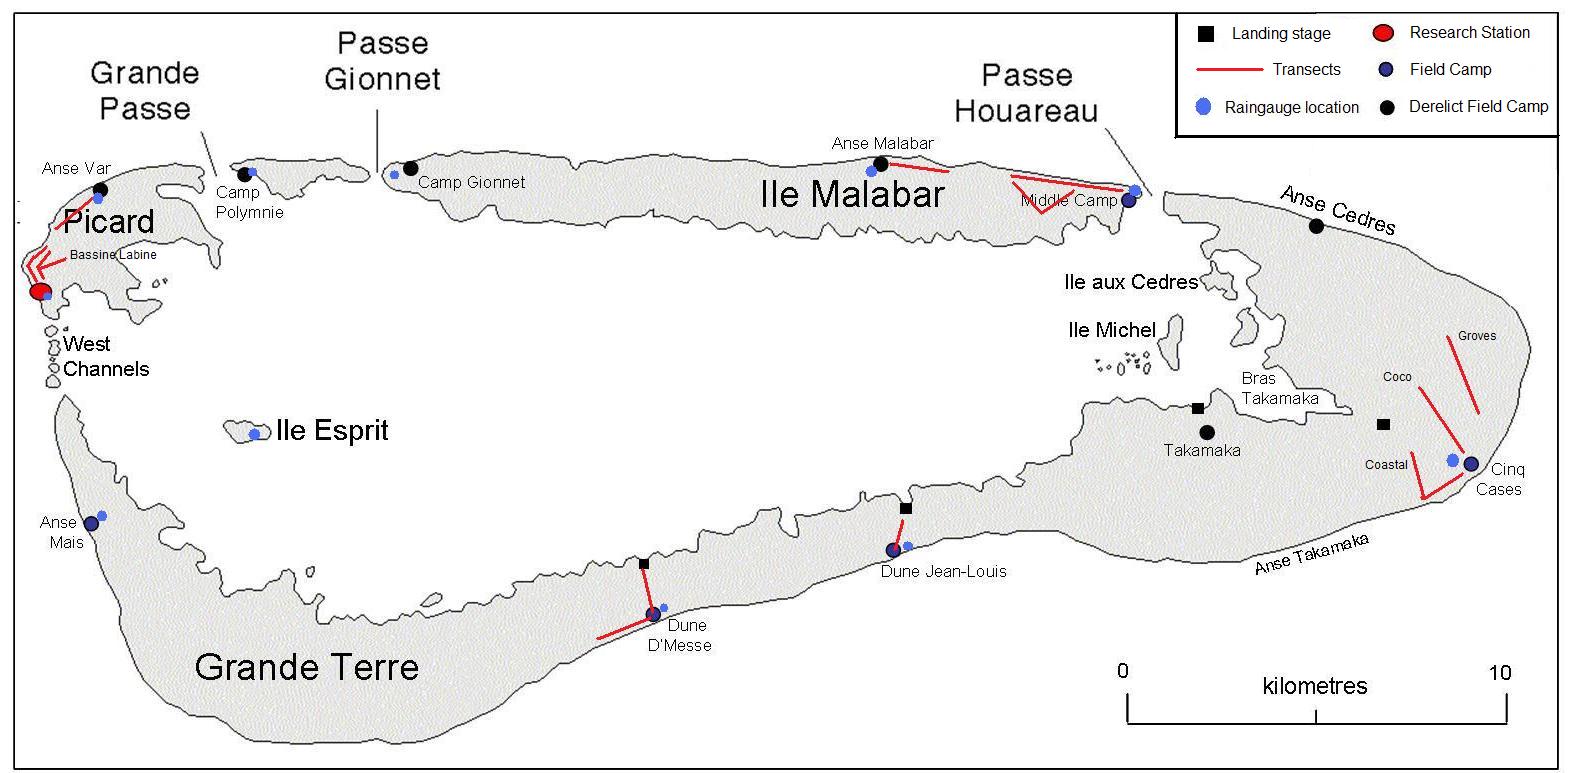 Landing stage
Research Station
Transects
Field Camp
Raingauge location
Derelict Field Camp
Passe
Gionnet
Grande
Passe
Passe
Houareau
Anse Var
Camp
Polymnie
Camp Gionnet
Anse Malabar
Ile Malabar
Middle Camp
Anse Cedres
Picard
Bassine Labine
Ile aux Cedres
Ile Michel
West
Channels
Groves
Coco
Bras
Takamaka
Ile Esprit
Takamaka
Coastal
Cinq
Cases
Anse
Mais
Anse Takamaka
Dune Jean-Louis
Dune
D'Messe
Grande Terre
0
10
kilometres